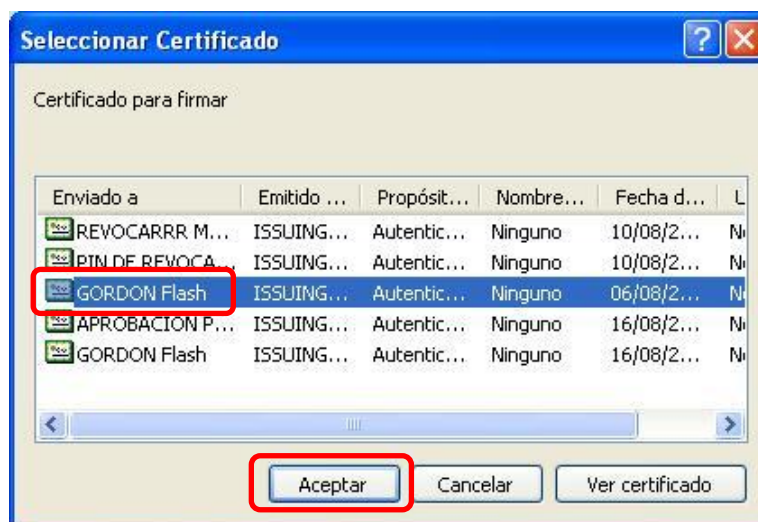 Seleccionar Certificado
Certificado para firmar
Enviado a Emitido ... Propósit... Nombre... Fecha d... L
REVOCARRR M... ISSUING... Autentic... Ninguno 10/08/2... N
PIN DE REVOCA... ISSUING... Autentic... Ninguno 10/08/2... N
GORDON Flash ISSUING... Autentic... Ninguno 06/08/2... N
APROBACION P... ISSUING... Autentic... Ninguno 16/08/2... N
GORDON Flash ISSUING... Autentic... Ninguno 16/08/2... N
Aceptar Cancelar Ver certificado